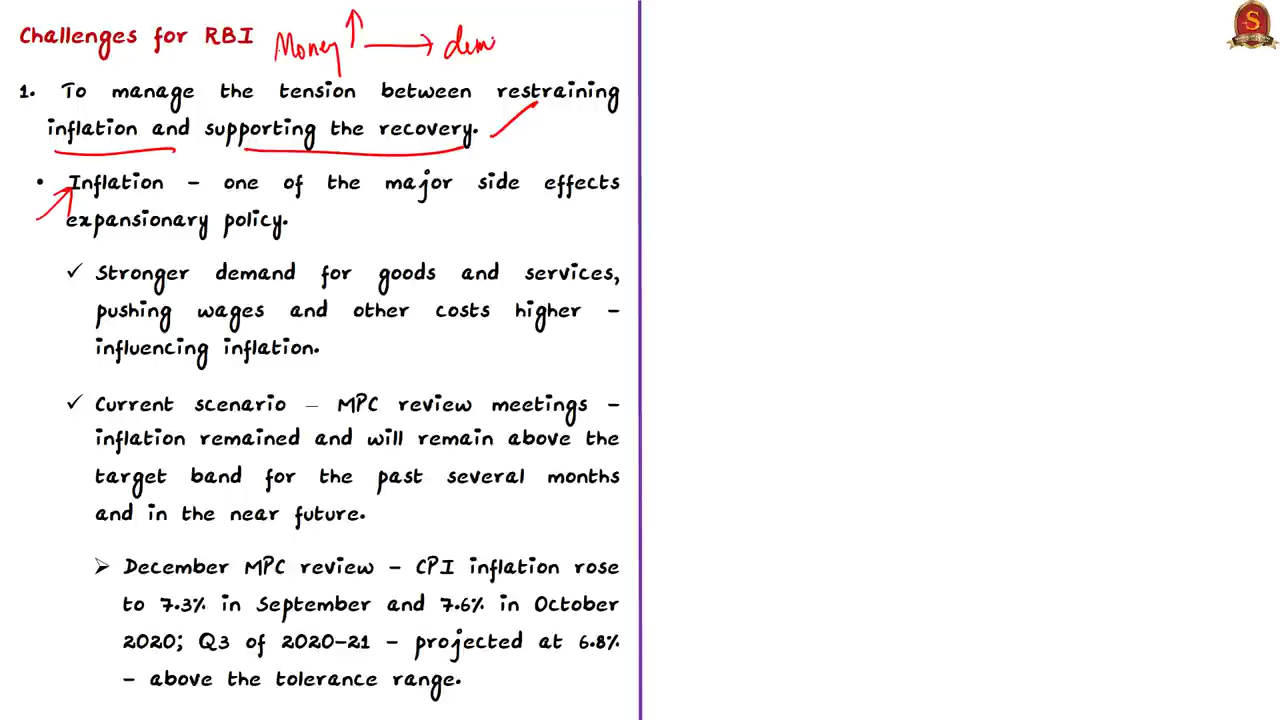 Challenges for RBI Money ↑ → dem
1. To manage the tension between restraining
inflation and supporting the recovery.
• Inflation – one of the major side effects
expansionary policy.
✓ Stronger demand for goods and services,
pushing wages and other costs higher –
influencing inflation.
✓ Current scenario – MPC review meetings –
inflation remained and will remain above the
target band for the past several months
and in the near future.
➢ December MPC review – CPI inflation rose
to 7.3% in September and 7.6% in October
2020; Q3 of 2020-21 – projected at 6.8%
– above the tolerance range.
S